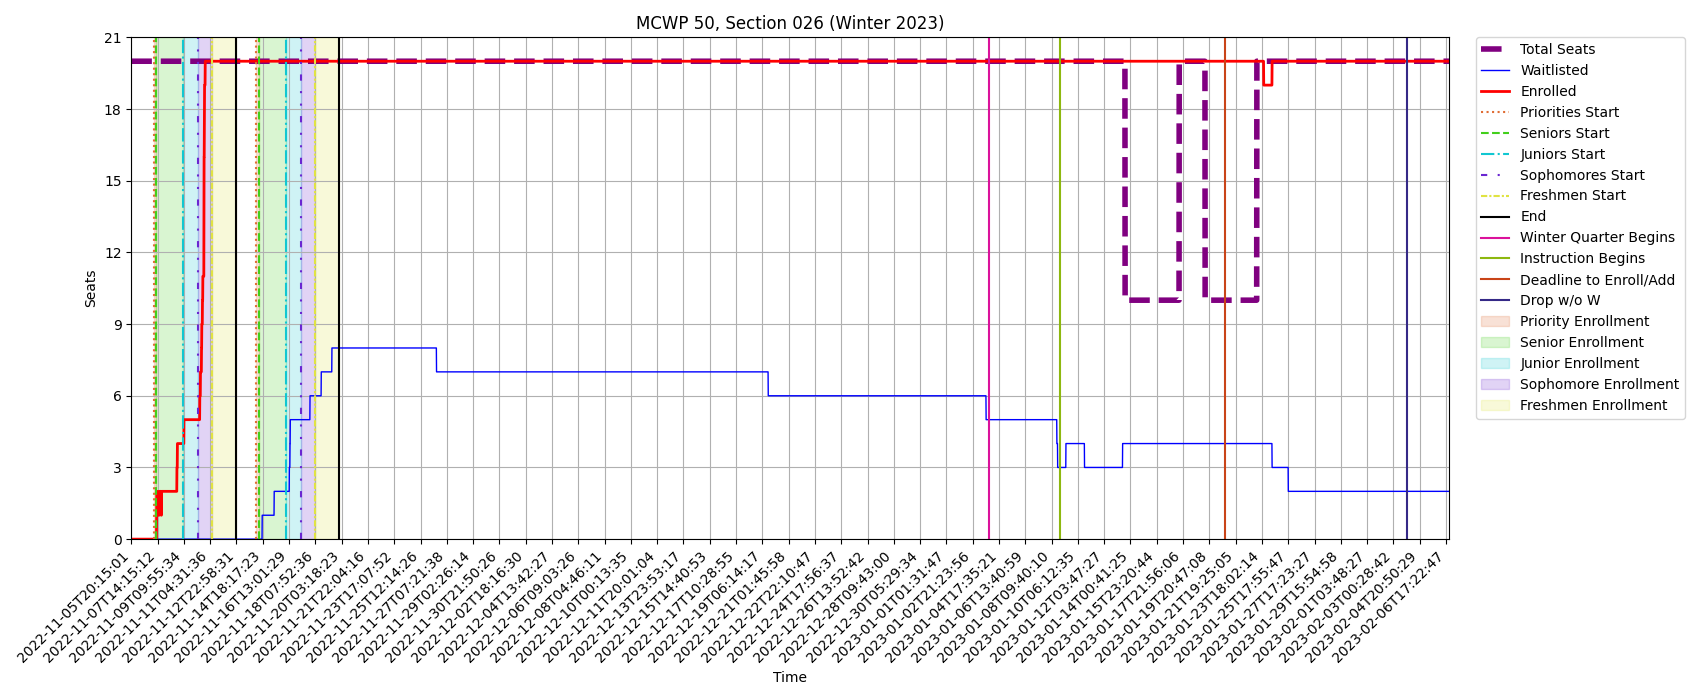 MCWP 50, Section 026 (Winter 2023)
Seats
21
18
15
12
9
6
3
0
2022-11-05T20:15:01
2022-11-07T14:15:12
2022-11-09T09:55:34
2022-11-11T04:31:36
2022-11-12T22:58:31
2022-11-14T18:17:23
2022-11-16T13:01:29
2022-11-18T07:52:36
2022-11-20T03:18:23
2022-11-21T22:04:16
2022-11-23T17:07:52
2022-11-25T12:14:26
2022-11-27T07:21:38
2022-11-29T02:26:14
2022-11-30T21:50:26
2022-12-02T18:16:30
2022-12-04T13:42:27
2022-12-06T09:03:26
2022-12-08T04:46:11
2022-12-10T00:13:35
2022-12-11T20:01:04
2022-12-13T23:53:17
2022-12-15T14:40:53
2022-12-17T10:28:55
2022-12-19T06:14:17
2022-12-21T01:45:58
2022-12-22T22:10:47
2022-12-24T17:56:37
2022-12-26T13:52:42
2022-12-28T09:43:00
2022-12-30T05:29:34
2023-01-01T01:31:47
2023-01-02T21:23:56
2023-01-04T17:35:21
2023-01-06T13:40:59
2023-01-08T09:40:10
2023-01-10T06:12:35
2023-01-12T03:47:27
2023-01-14T00:41:25
2023-01-15T23:20:44
2023-01-17T21:56:06
2023-01-19T20:47:08
2023-01-21T19:25:05
2023-01-23T18:02:14
2023-01-25T17:55:47
2023-01-27T17:23:27
2023-01-29T15:54:58
2023-02-01T03:48:27
2023-02-03T00:28:42
2023-02-04T20:50:29
2023-02-06T17:22:47
Time
Total Seats
Waitlisted
Enrolled
Priorities Start
Seniors Start
Juniors Start
Sophomores Start
Freshmen Start
End
Winter Quarter Begins
Instruction Begins
Deadline to Enroll/Add
Drop w/o W
Priority Enrollment
Senior Enrollment
Junior Enrollment
Sophomore Enrollment
Freshmen Enrollment